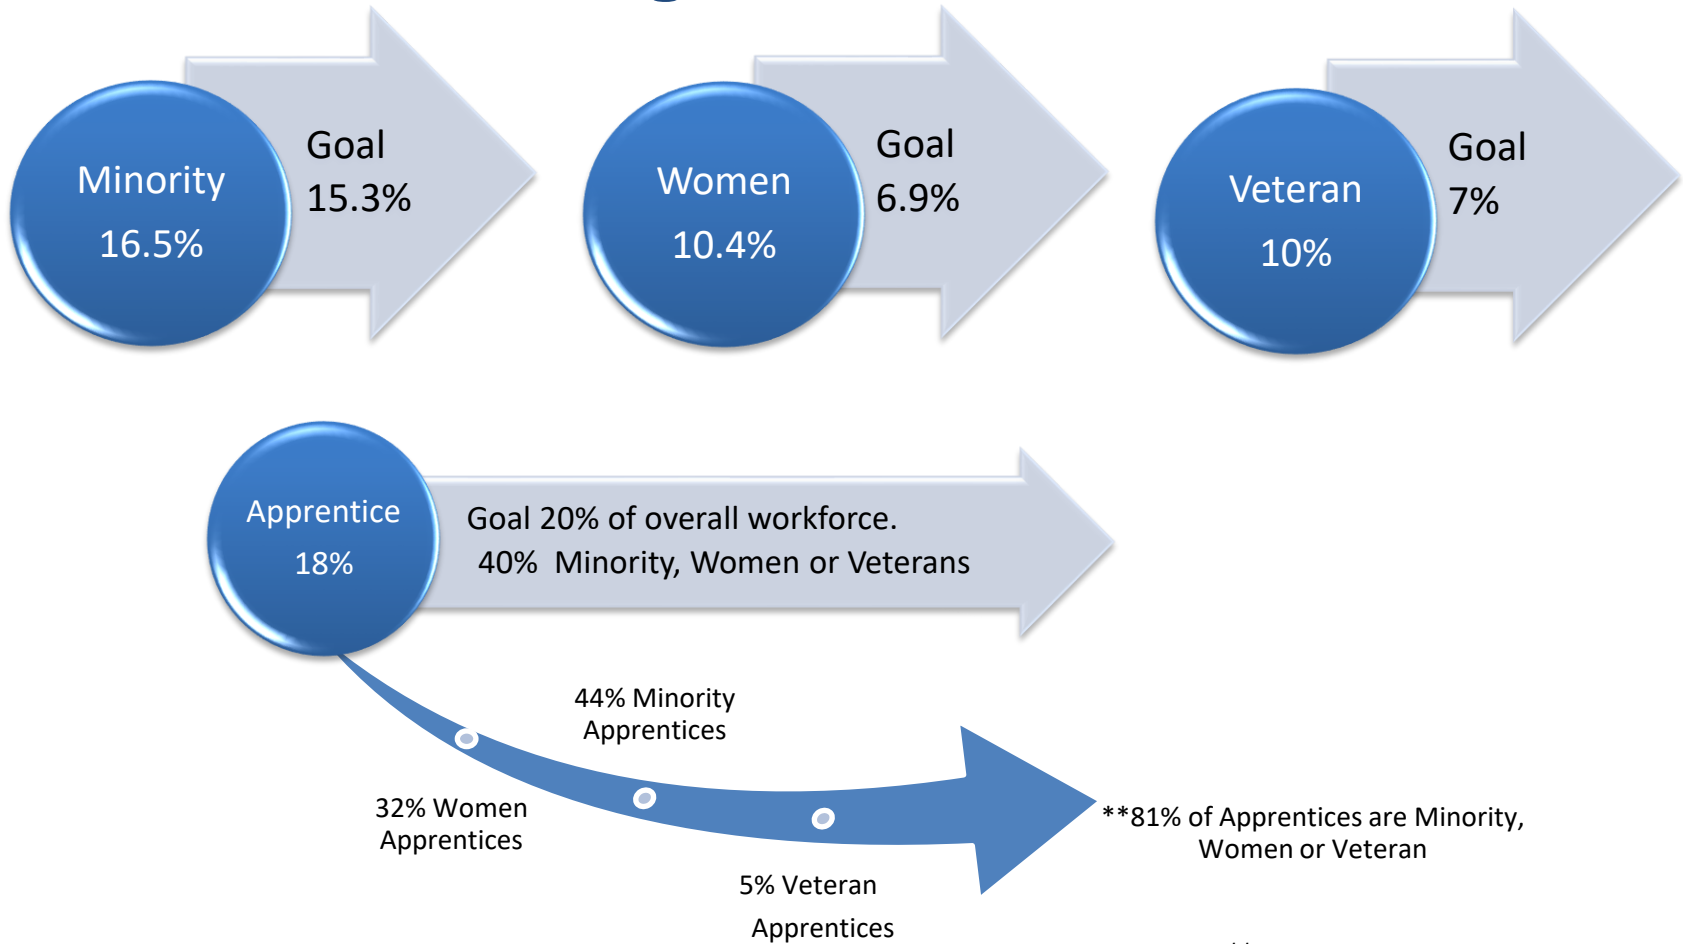 Minority
16.5%
Goal
15.3%
Women
10.4%
Goal
6.9%
Veteran
10%
Goal
7%
Apprentice
18%
Goal 20% of overall workforce.
40% Minority, Women or Veterans
44% Minority
Apprentices
32% Women
Apprentices
5% Veteran
Apprentices
**81% of Apprentices are Minority,
Women or Veteran